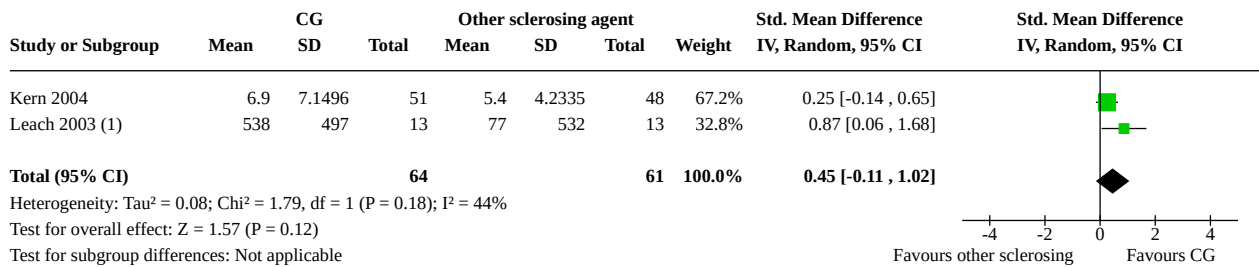 CG Other sclerosing agent Std. Mean Difference Std. Mean Difference
Study or Subgroup Mean SD Total Mean SD Total Weight IV, Random, 95% CI IV, Random, 95% CI
Kern 2004 6.9 7.1496 51 5.4 4.2335 48 67.2% 0.25 [-0.14 , 0.65]
Leach 2003 (1) 538 497 13 77 532 13 32.8% 0.87 [0.06 , 1.68]
Total (95% CI) 64 61 100.0% 0.45 [-0.11 , 1.02]
Heterogeneity: Tau² = 0.08; Chi² = 1.79, df = 1 (P = 0.18); I² = 44%
Test for overall effect: Z = 1.57 (P = 0.12)
-4 -2 0 2 4
Test for subgroup differences: Not applicable
Favours other sclerosing Favours CG